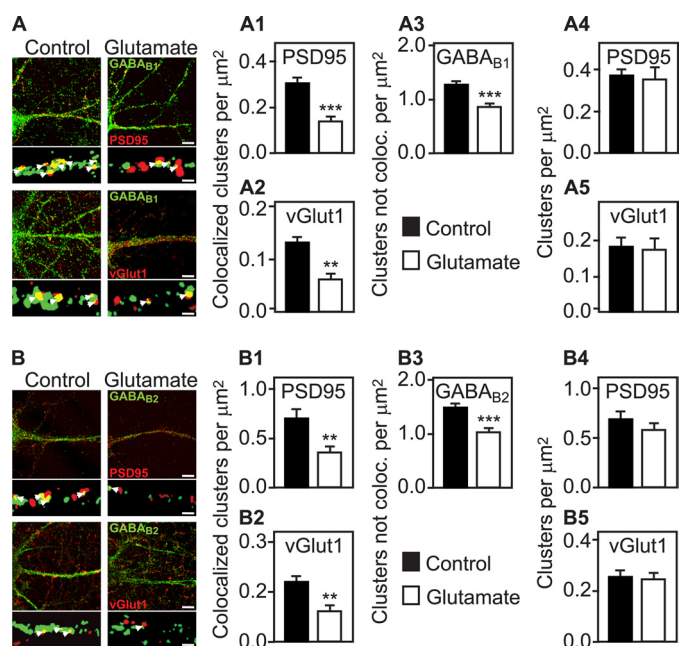 A
Control Glutamate
GABAB1
PSD95
GABAB1
vGlut1
A1
PSD95
0.4
0.2
0.0
***
A2
vGlut1
0.2
0.1
0.0
**
Colocalized clusters per μm²
A3
GABAB1
2.0
1.0
0.0
***
Clusters not coloc. per μm²
Control
Glutamate
A4
PSD95
0.4
0.2
0.0
A5
vGlut1
0.2
0.1
0.0
Clusters per μm²
B
Control Glutamate
GABAB2
PSD95
GABAB2
vGlut1
B1
PSD95
1.0
0.5
0.0
**
B2
vGlut1
0.2
0.2
0.0
**
Colocalized clusters per μm²
B3
GABAB2
2.0
1.0
0.0
***
Clusters not coloc. per μm²
Control
Glutamate
B4
PSD95
1.0
0.5
0.0
B5
vGlut1
0.4
0.2
0.0
Clusters per μm²